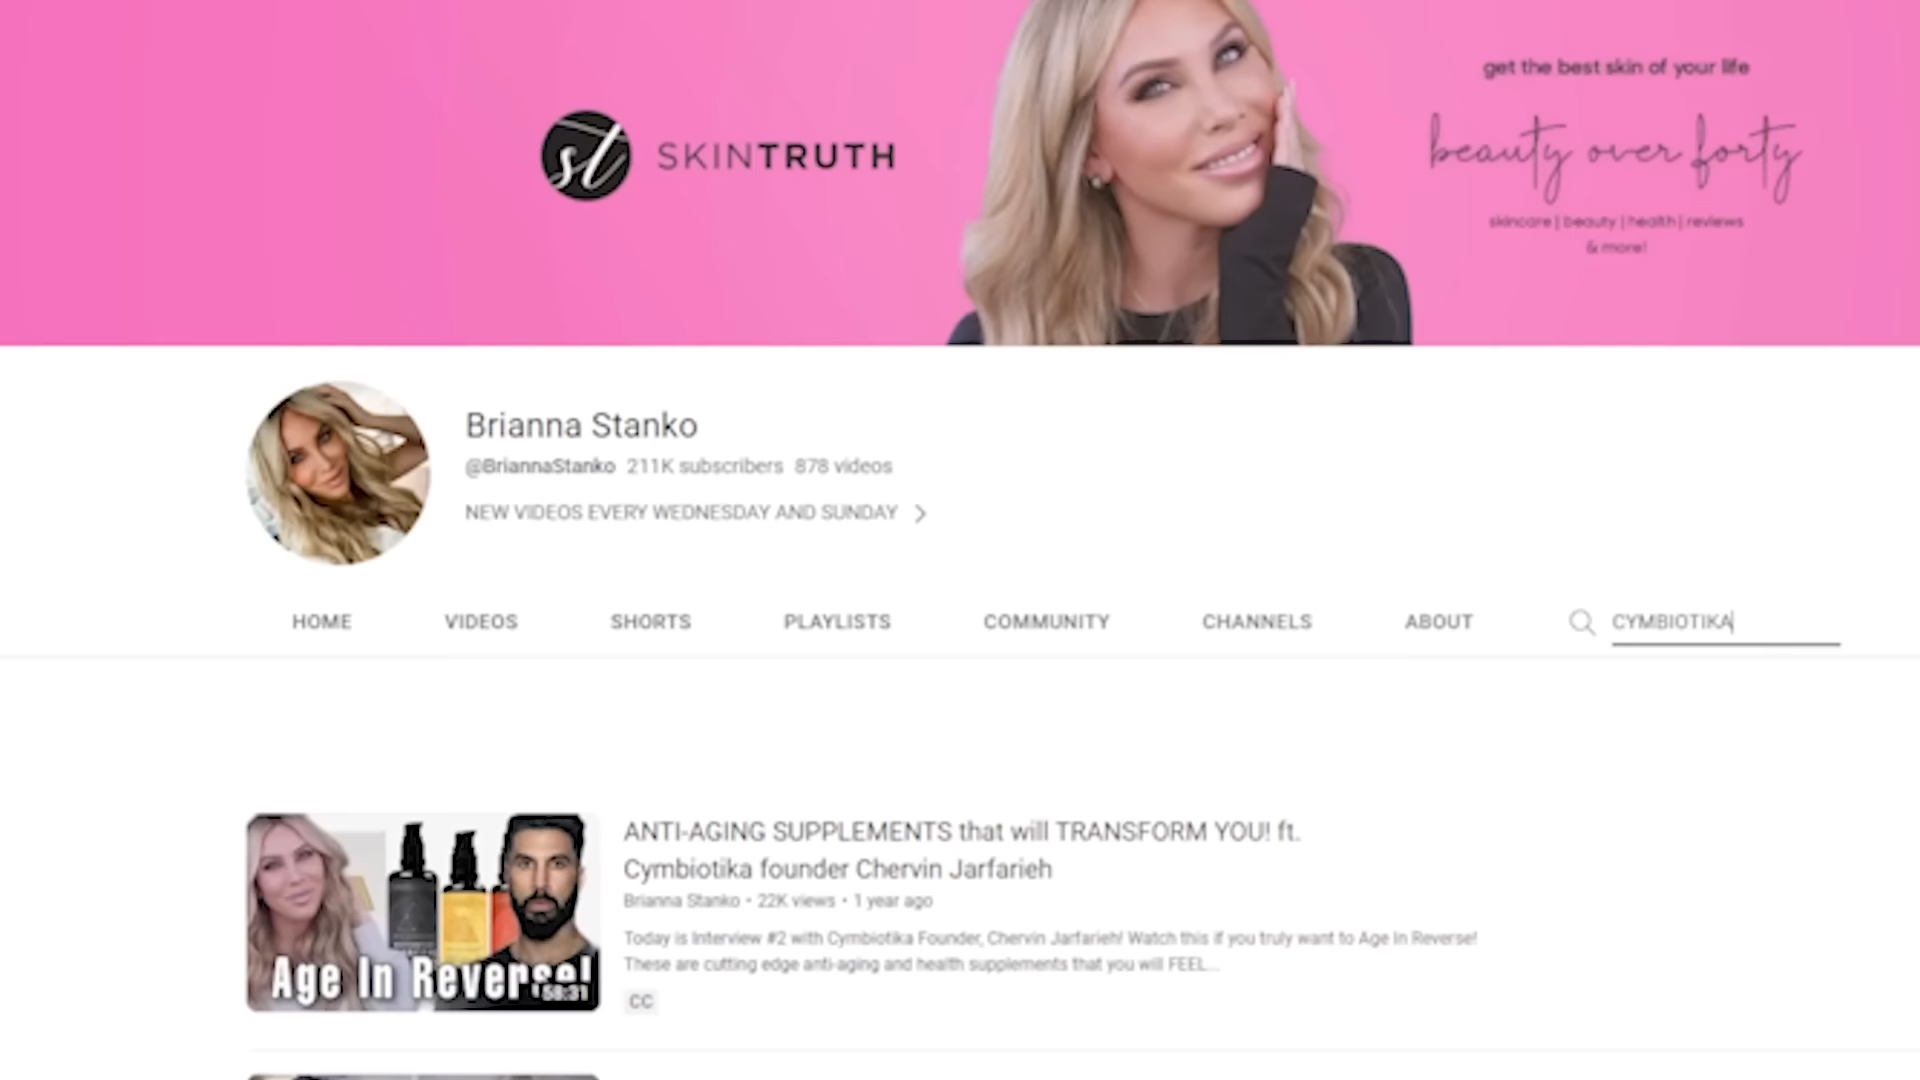 get the best skin of your life
st SKINTRUTH
beauty over forty
skincare | beauty | health | reviews
& more!
Brianna Stanko
@BriannaStanko 211K subscribers 878 videos
NEW VIDEOS EVERY WEDNESDAY AND SUNDAY
HOME VIDEOS SHORTS PLAYLISTS COMMUNITY CHANNELS ABOUT CYMBIOTIKA
ANTI-AGING SUPPLEMENTS that will TRANSFORM YOU! ft.
Cymbiotika founder Chervin Jarfarieh
Brianna Stanko • 22K views • 1 year ago
Today is Interview #2 with Cymbiotika Founder, Chervin Jarfarieh! Watch this if you truly want to Age In Reverse!
These are cutting edge anti-aging and health supplements that you will FEEL...
Age In Reverse!
58:31
CC